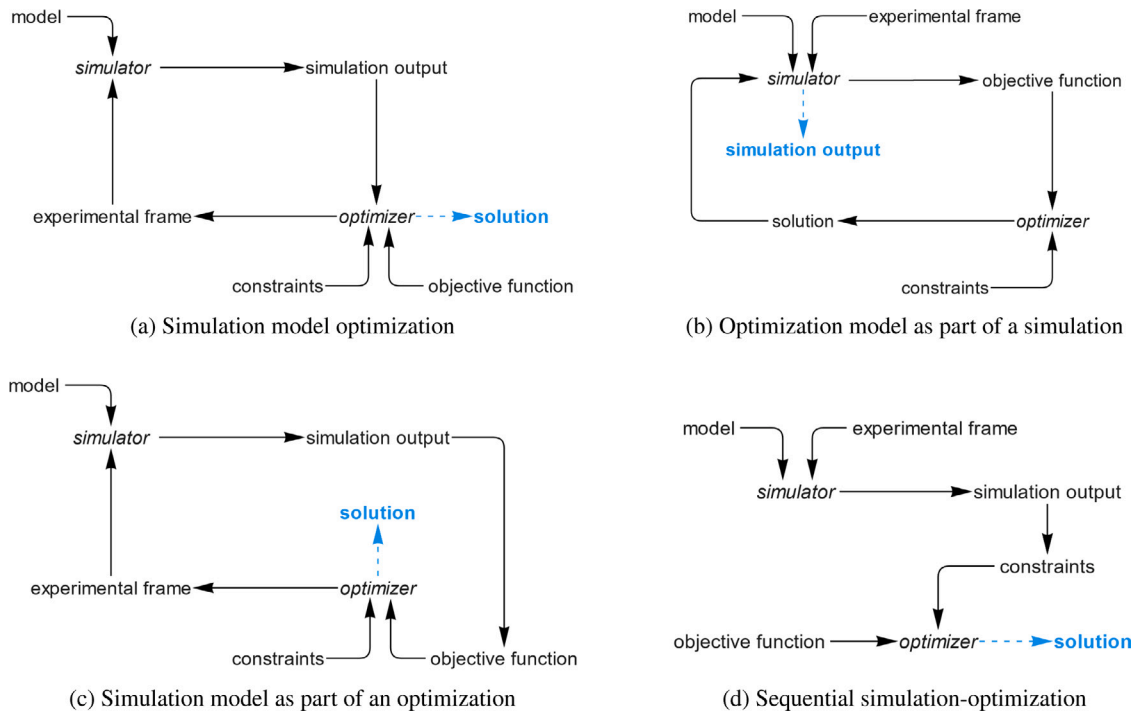 model
simulator
simulation output
experimental frame
optimizer
solution
constraints
objective function
(a) Simulation model optimization
model
experimental frame
simulator
objective function
simulation output
solution
optimizer
constraints
(b) Optimization model as part of a simulation
model
simulator
simulation output
solution
experimental frame
optimizer
constraints
objective function
(c) Simulation model as part of an optimization
model
experimental frame
simulator
simulation output
constraints
objective function
optimizer
solution
(d) Sequential simulation-optimization